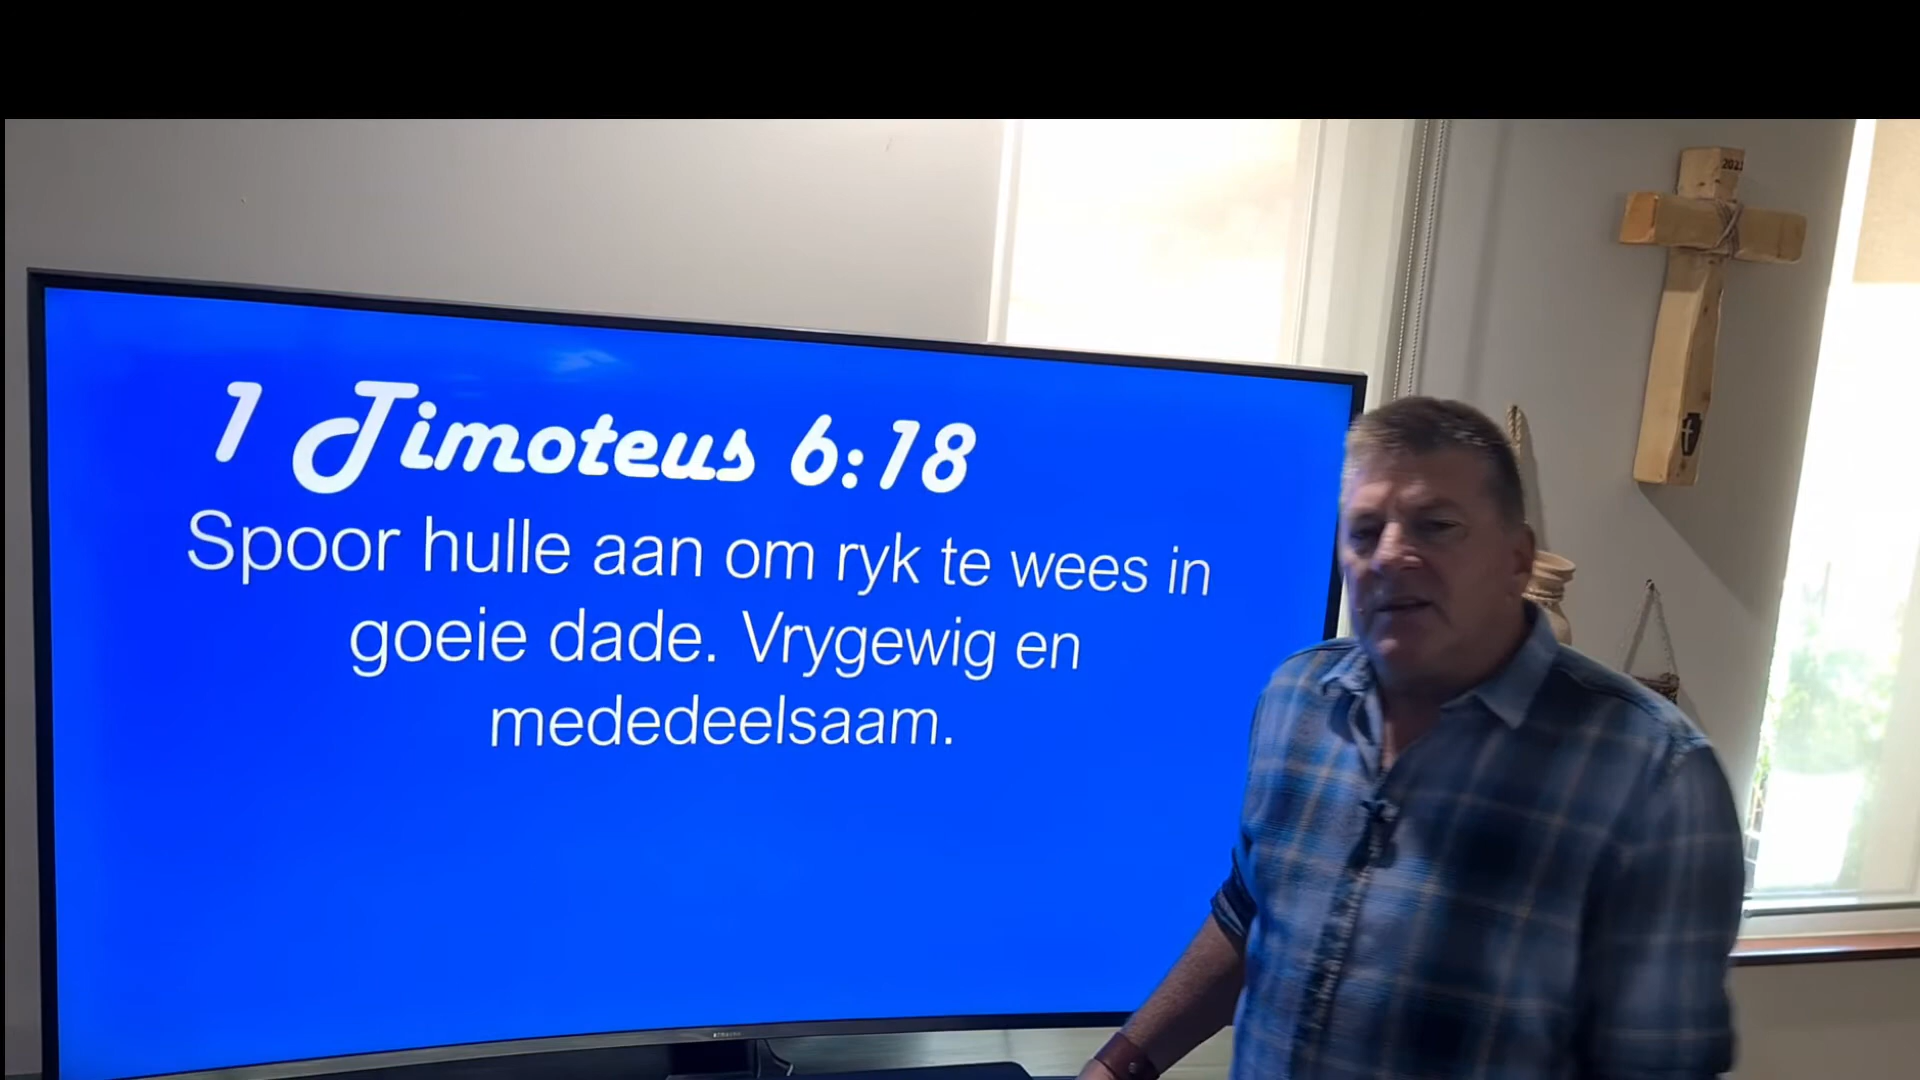 1 Timoteus 6:18
Spoor hulle aan om ryk te wees in
goeie dade. Vrygewig en
mededeelsaam.